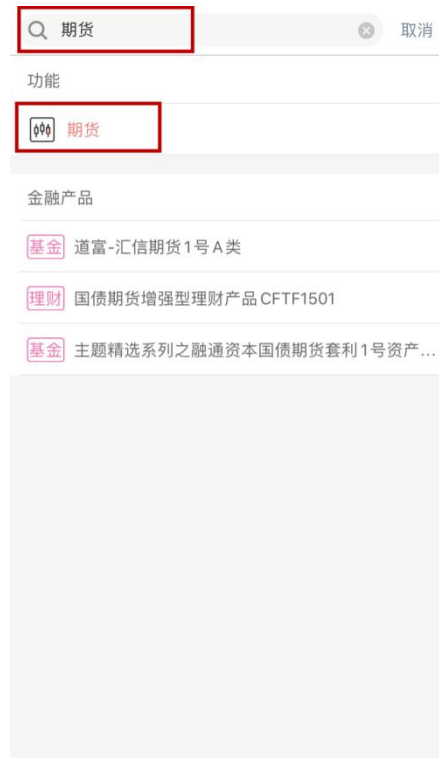 期货 取消
功能
期货
金融产品
基金 道富-汇信期货1号A类
理财 国债期货增强型理财产品CFTF1501
基金 主题精选系列之融通资本国债期货套利1号资产...